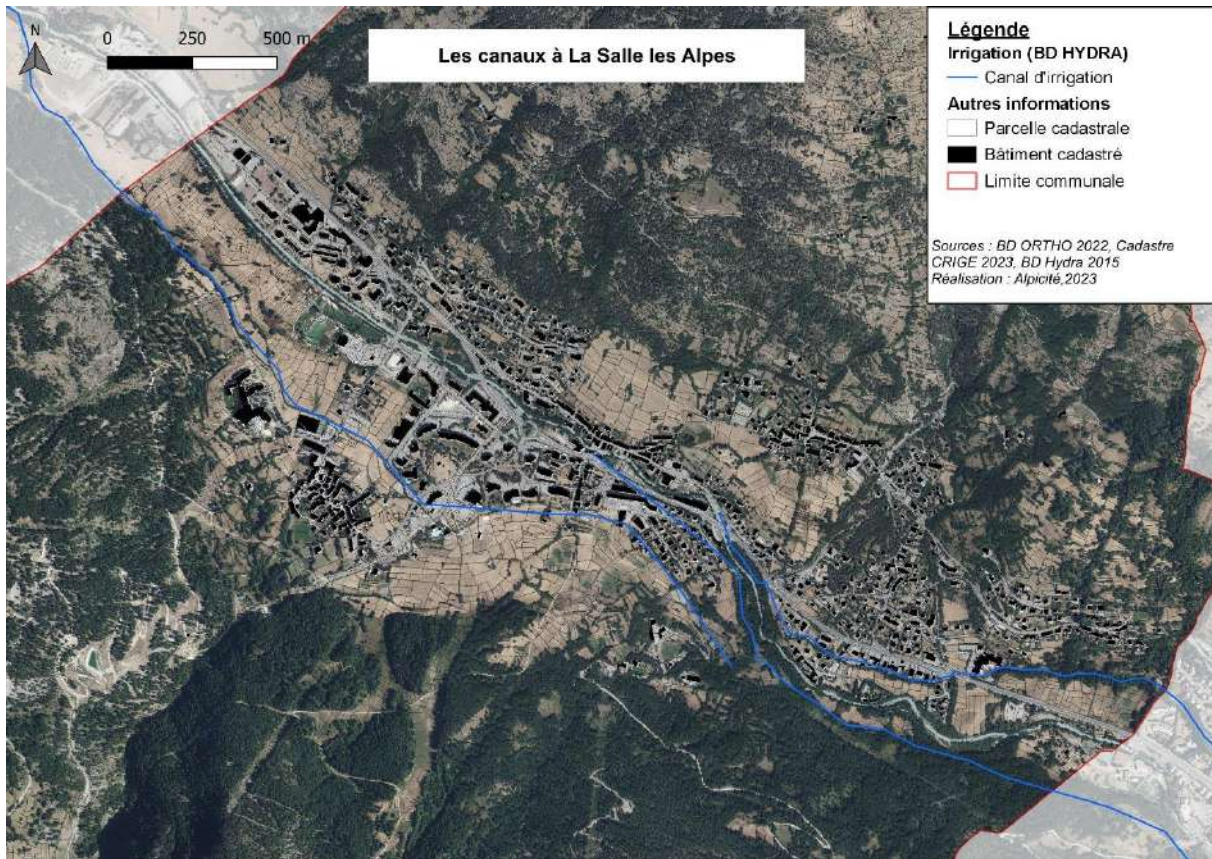 N
0 250 500 m
Les canaux à La Salle les Alpes
Légende
Irrigation (BD HYDRA)
Canal d'irrigation
Autres informations
Parcelle cadastrale
Bâtiment cadastré
Limite communale
Sources : BD ORTHO 2022, Cadastre
CRIGE 2023, BD Hydra 2015
Réalisation : Alpicité,2023